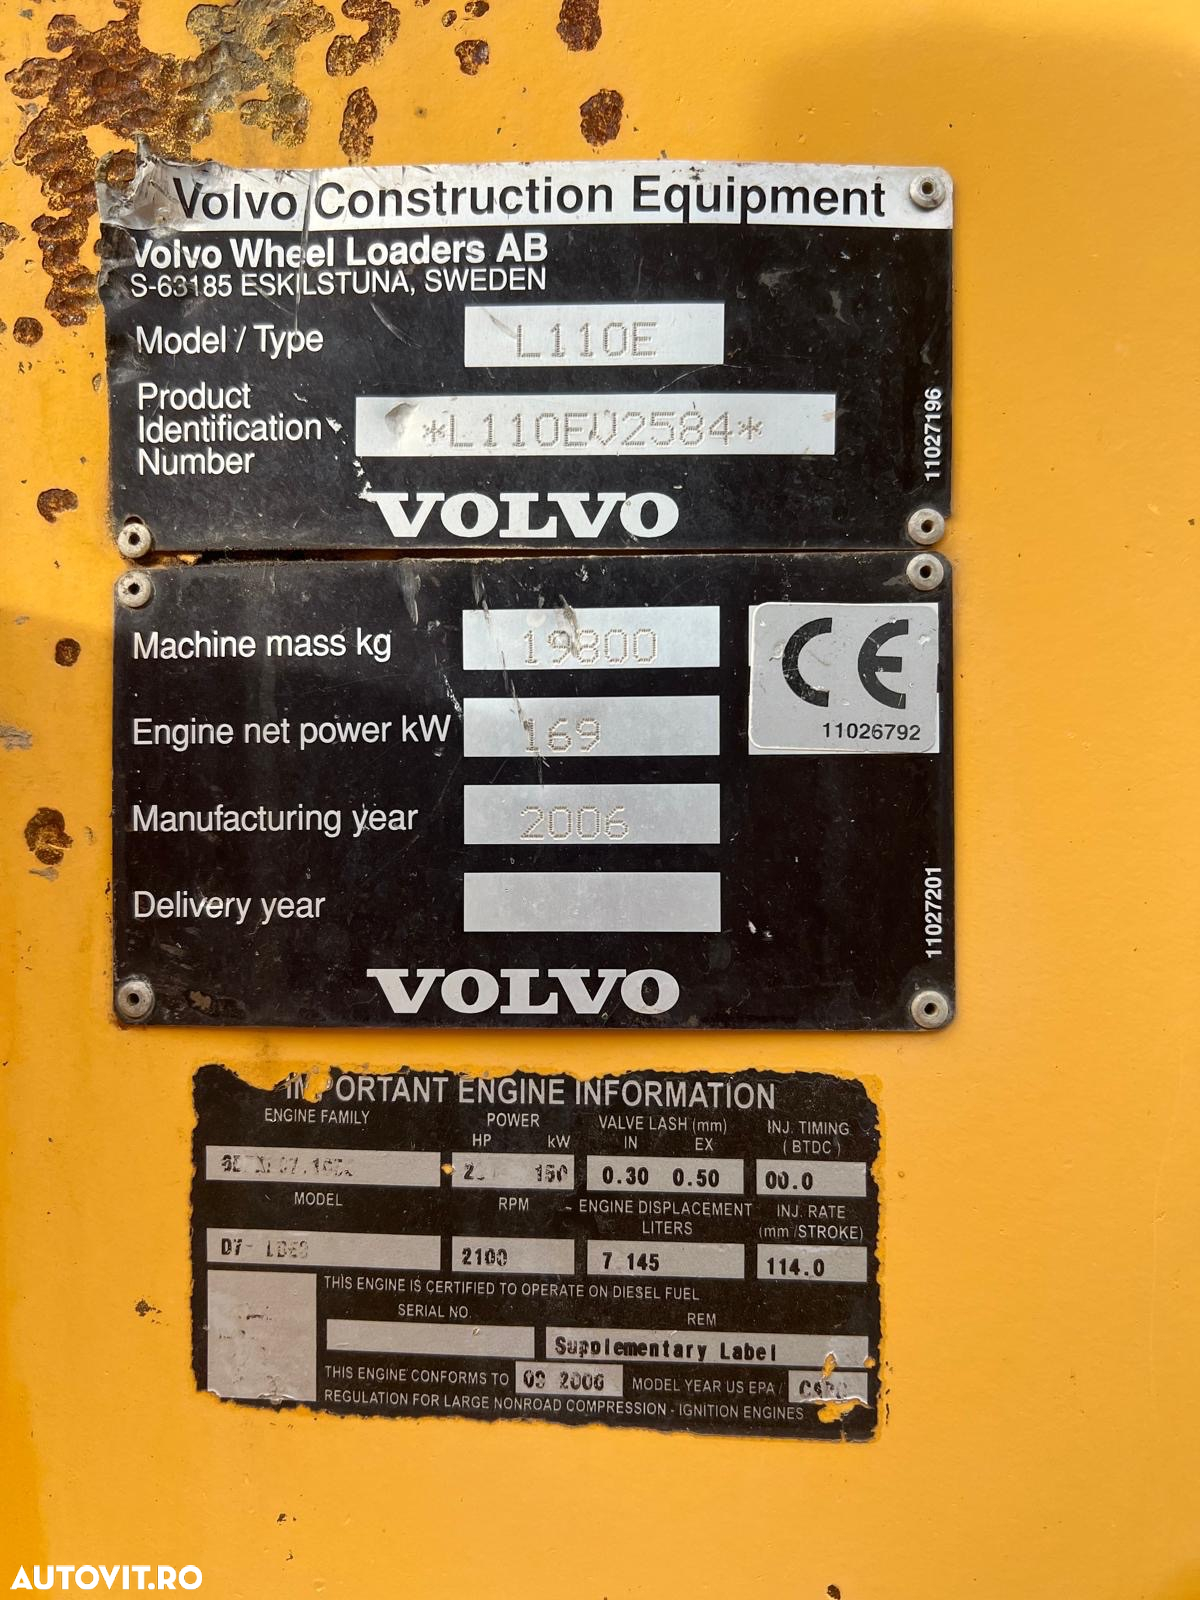 Volvo Construction Equipment
Volvo Wheel Loaders AB
S-63185 ESKILSTUNA, SWEDEN
Model / Type L110E
Product
Identification
Number
*L110EV2584*
11027196
VOLVO
Machine mass kg 19800
CE
11026792
Engine net power kW 169
Manufacturing year 2006
Delivery year
11027201
VOLVO
IMPORTANT ENGINE INFORMATION
ENGINE FAMILY POWER VALVE LASH (mm) INJ. TIMING
HP kW IN EX (BTDC)
150 0.30 0.50 00.0
MODEL RPM ENGINE DISPLACEMENT INJ. RATE
LITERS (mm /STROKE)
2100 7 145 114.0
THIS ENGINE IS CERTIFIED TO OPERATE ON DIESEL FUEL
SERIAL NO. REM
Supplementary Label
THIS ENGINE CONFORMS TO 2006 MODEL YEAR US EPA /
REGULATION FOR LARGE NONROAD COMPRESSION - IGNITION ENGINES
AUTOVIT.RO